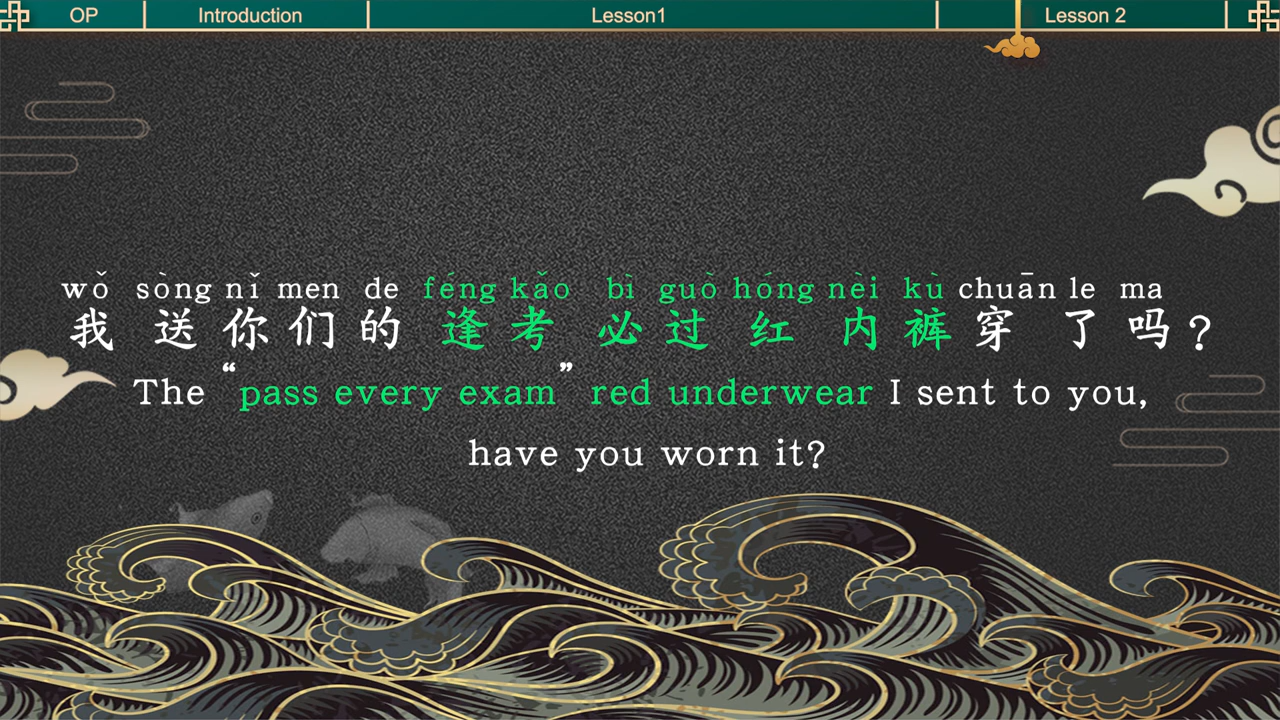 OP Introduction Lesson1 Lesson 2
wǒ sòng nǐ men de féng kǎo bì guò hóng nèi kù chuān le ma
我送你们的逢考必过红内裤穿了吗？
The “pass every exam” red underwear I sent to you,
have you worn it?